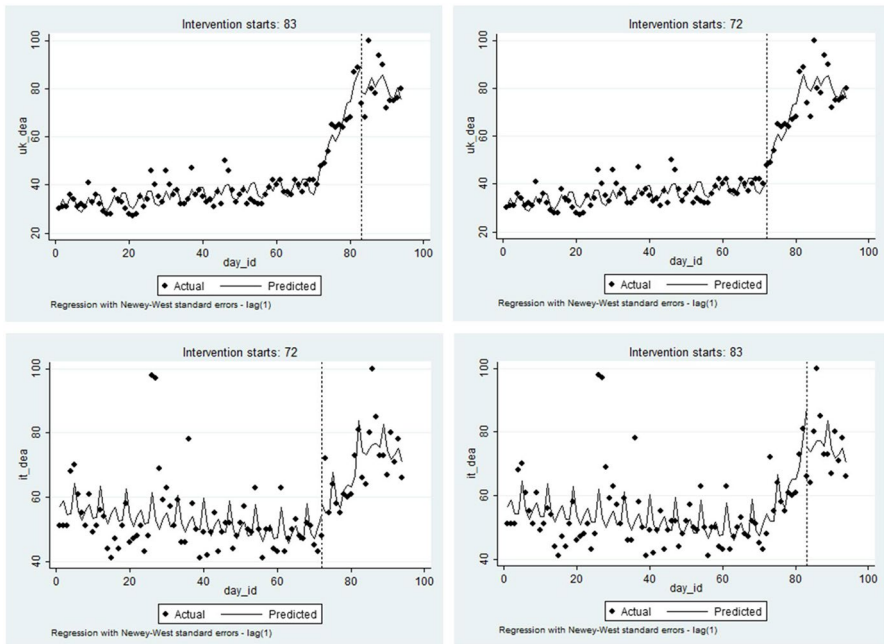 Intervention starts: 83
100
80
60
40
20
uk_dea
0 20 40 60 80 100
day_id
Actual Predicted
Regression with Newey-West standard errors - lag(1)
Intervention starts: 72
100
80
60
40
20
uk_dea
0 20 40 60 80 100
day_id
Actual Predicted
Regression with Newey-West standard errors - lag(1)
Intervention starts: 72
100
80
60
40
it_dea
0 20 40 60 80 100
day_id
Actual Predicted
Regression with Newey-West standard errors - lag(1)
Intervention starts: 83
100
80
60
40
it_dea
0 20 40 60 80 100
day_id
Actual Predicted
Regression with Newey-West standard errors - lag(1)